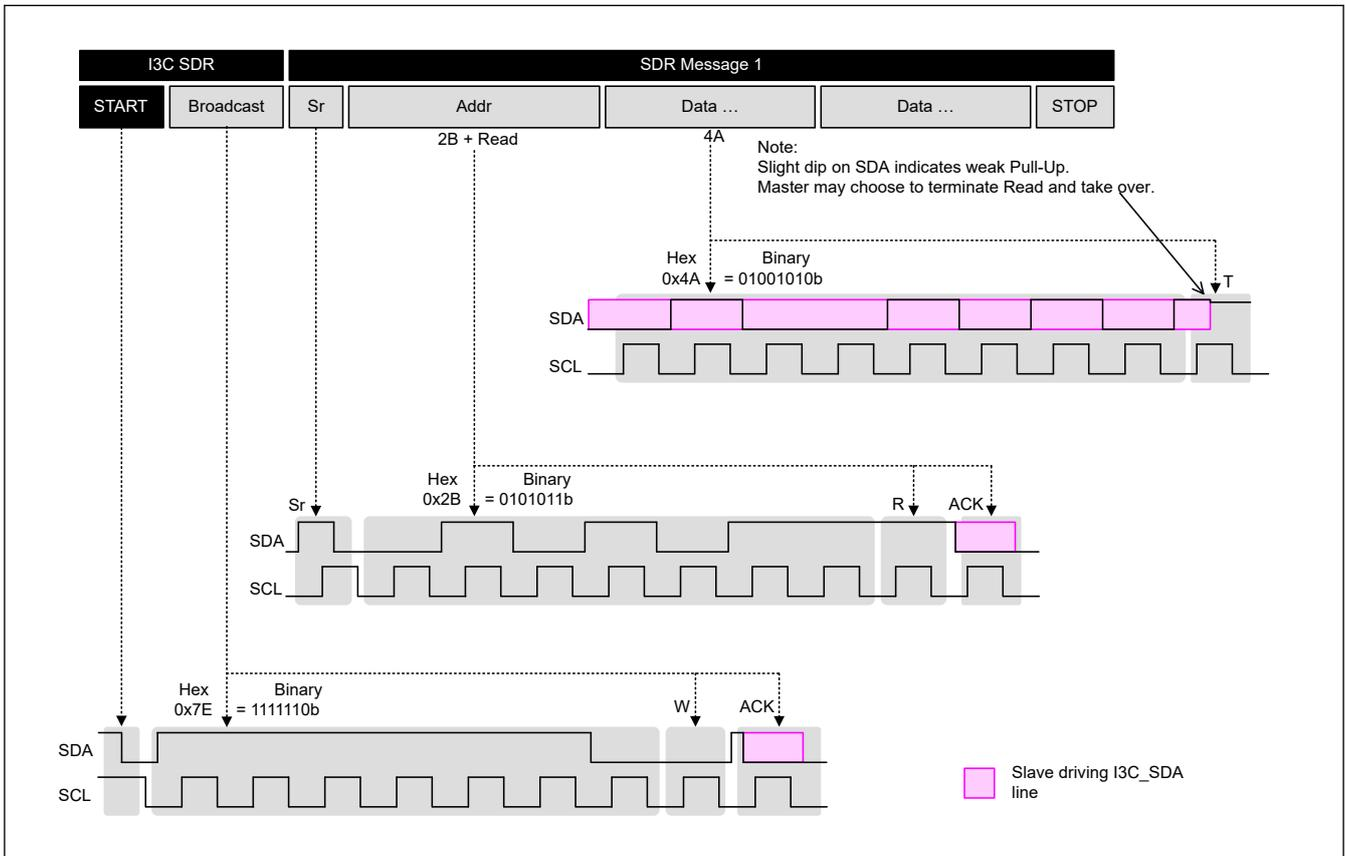 I3C SDR
SDR Message 1
START
Broadcast
Sr
Addr
Data …
Data …
STOP
2B + Read
4A
Note:
Slight dip on SDA indicates weak Pull-Up.
Master may choose to terminate Read and take over.
Hex
Binary
0x4A
= 01001010b
T
SDA
SCL
Hex
Binary
0x2B
= 0101011b
Sr
R
ACK
SDA
SCL
Hex
Binary
0x7E
= 1111110b
W
ACK
SDA
SCL
Slave driving I3C_SDA
line